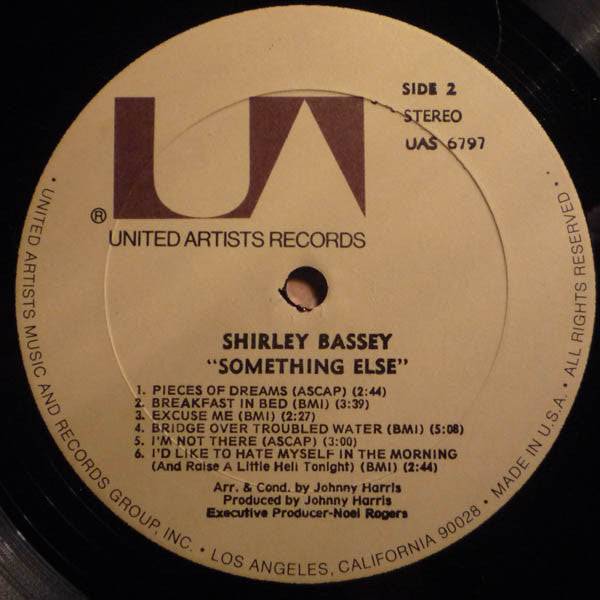 SIDE 2
STEREO
UAS 6797
UA
®
UNITED ARTISTS RECORDS
SHIRLEY BASSEY
"SOMETHING ELSE"
1. PIECES OF DREAMS (ASCAP) (2:44)
2. BREAKFAST IN BED (BMI) (3:39)
3. EXCUSE ME (BMI) (2:27)
4. BRIDGE OVER TROUBLED WATER (BMI) (5:08)
5. I'M NOT THERE (ASCAP) (3:00)
6. I'D LIKE TO HATE MYSELF IN THE MORNING
(And Raise A Little Hell Tonight) (BMI) (2:44)
Arr. & Cond. by Johnny Harris
Produced by Johnny Harris
Executive Producer-Noel Rogers
• UNITED ARTISTS MUSIC AND RECORDS GROUP, INC. • LOS ANGELES, CALIFORNIA 90028 • MADE IN U.S.A. • ALL RIGHTS RESERVED •